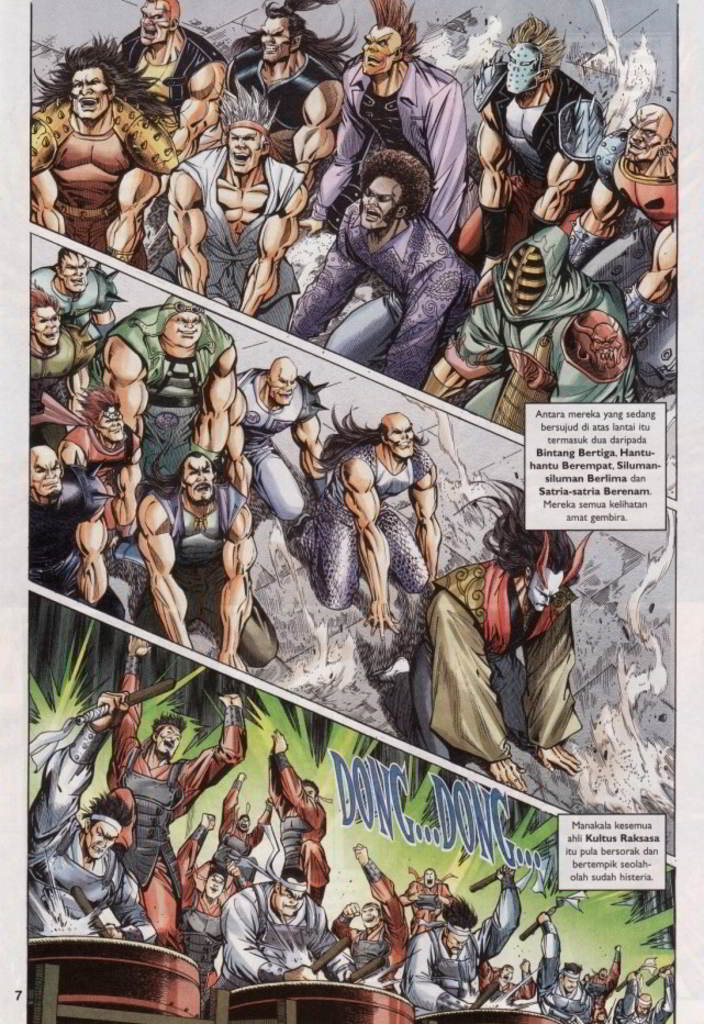 Antara mereka yang sedang
bersujud di atas lantai itu
termasuk dua daripada
Bintang Bertiga, Hantu-
hantu Berempat, Siluman-
siluman Berlima dan
Satria-satria Berenam.
Mereka semua kelihatan
amat gembira.
DONG...DONG...
Manakala kesemua
ahli Kultus Raksasa
itu pula bersorak dan
bertempik seolah-
olah sudah histeria.
7